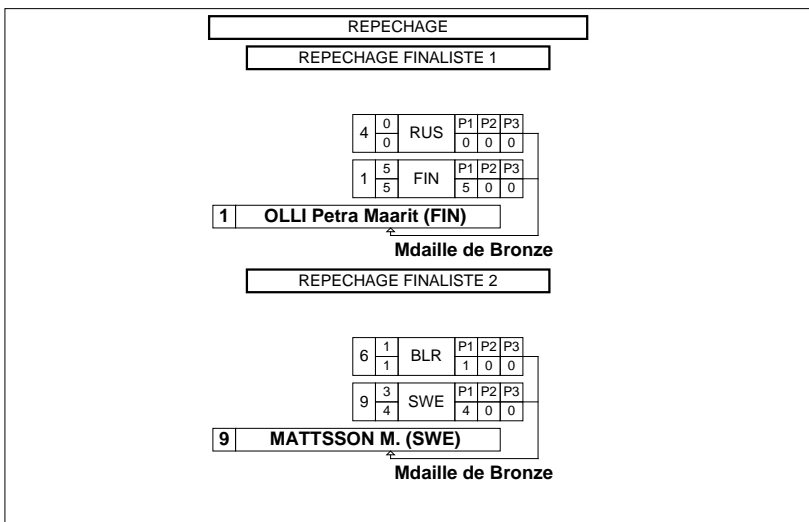 REPECHAGE
REPECHAGE FINALISTE 1
4 0 RUS P1 P2 P3
0 0 0 0
1 5 FIN P1 P2 P3
5 5 0 0
1 OLLI Petra Maarit (FIN)
Mdaille de Bronze
REPECHAGE FINALISTE 2
6 1 BLR P1 P2 P3
1 1 0 0
9 3 SWE P1 P2 P3
4 4 0 0
9 MATTSSON M. (SWE)
Mdaille de Bronze